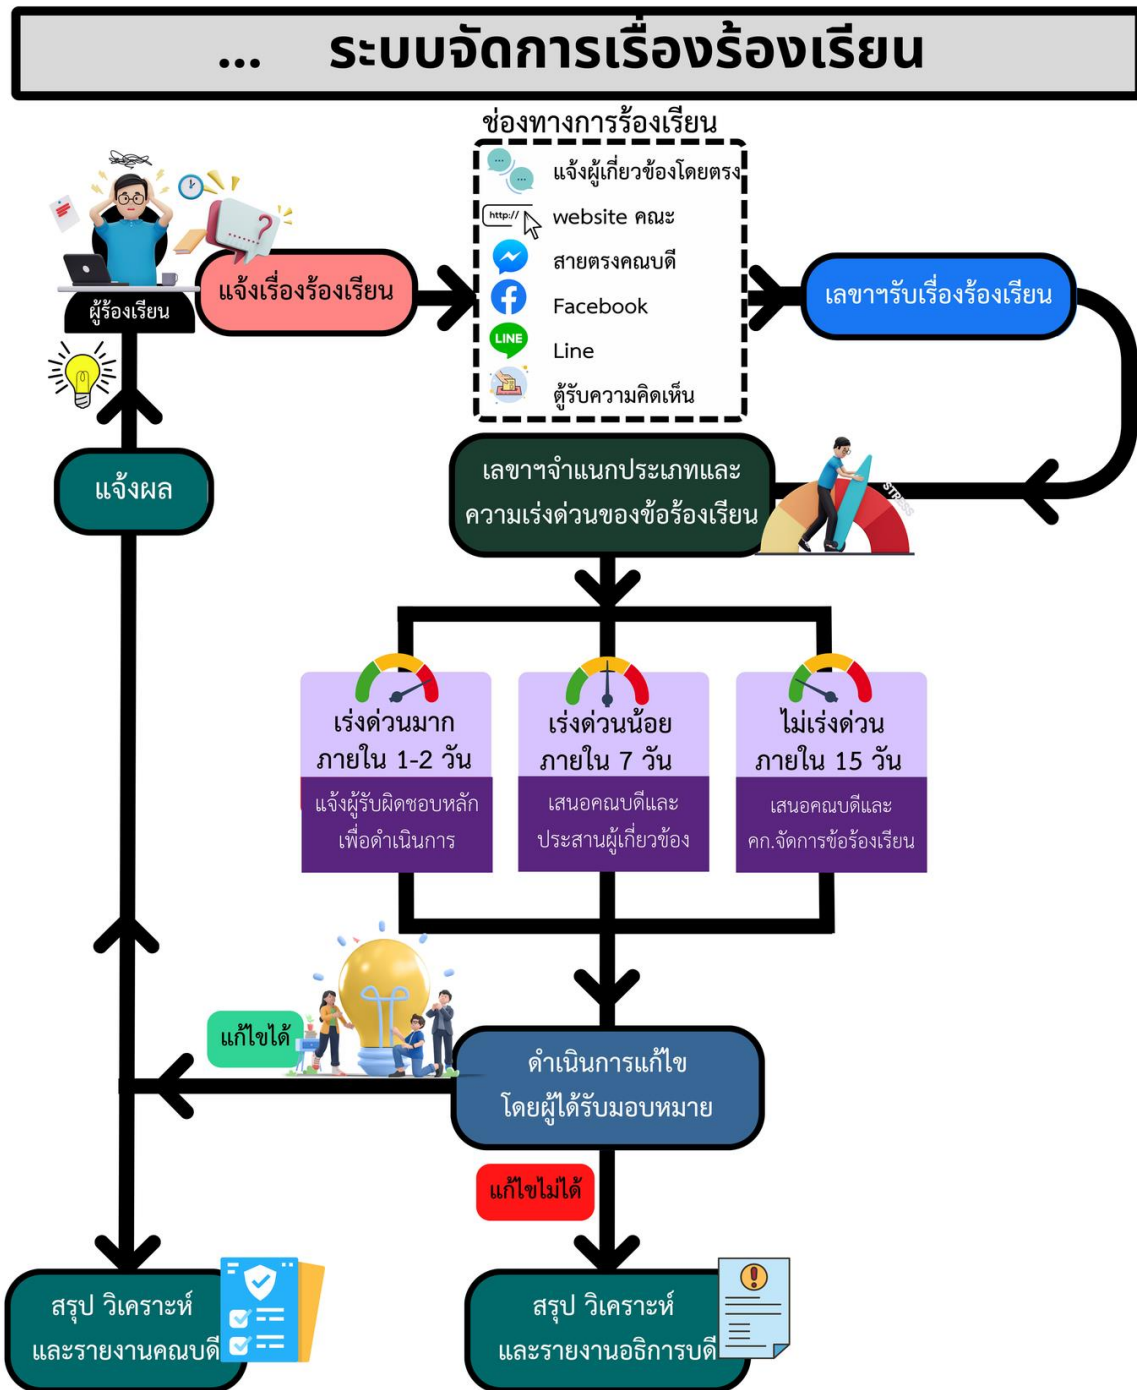 ... ระบบจัดการเรื่องร้องเรียน
ช่องทางการร้องเรียน
แจ้งผู้เกี่ยวข้องโดยตรง
http://
website คณะ
สายตรงคณบดี
Facebook
LINE
Line
ตู้รับความคิดเห็น
ผู้ร้องเรียน
แจ้งเรื่องร้องเรียน
เลขาฯรับเรื่องร้องเรียน
แจ้งผล
เลขาฯจำแนกประเภทและ
ความเร่งด่วนของข้อร้องเรียน
STRESS
เร่งด่วนมาก
ภายใน 1-2 วัน
แจ้งผู้รับผิดชอบหลัก
เพื่อดำเนินการ
เร่งด่วนน้อย
ภายใน 7 วัน
เสนอคณบดีและ
ประสานผู้เกี่ยวข้อง
ไม่เร่งด่วน
ภายใน 15 วัน
เสนอคณบดีและ
คก.จัดการข้อร้องเรียน
แก้ไขได้
ดำเนินการแก้ไข
โดยผู้ได้รับมอบหมาย
แก้ไขไม่ได้
สรุป วิเคราะห์
และรายงานคณบดี
สรุป วิเคราะห์
และรายงานอธิการบดี